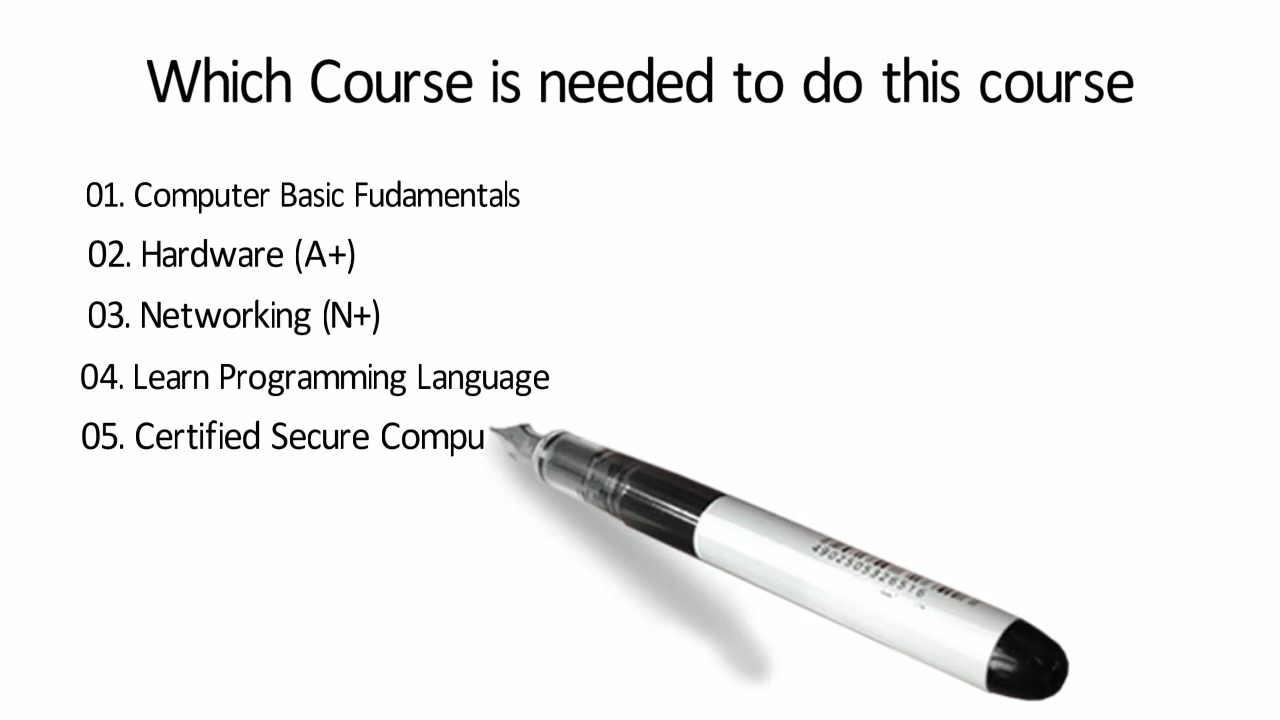 Which Course is needed to do this course
01. Computer Basic Fudamentals
02. Hardware (A+)
03. Networking (N+)
04. Learn Programming Language
05. Certified Secure Compu
4902505326516